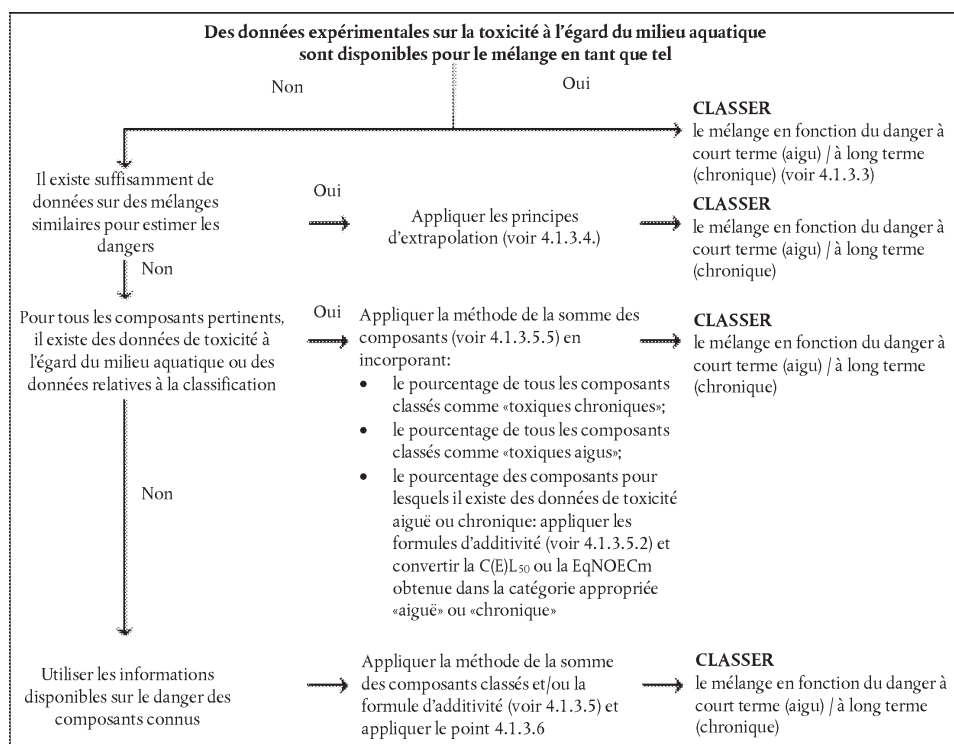 Des données expérimentales sur la toxicité à l'égard du milieu aquatique
sont disponibles pour le mélange en tant que tel
Non
Oui
CLASSER
le mélange en fonction du danger à
court terme (aigu) / à long terme
(chronique) (voir 4.1.3.3)
Il existe suffisamment de
données sur des mélanges
similaires pour estimer les
dangers
Oui
Appliquer les principes
d'extrapolation (voir 4.1.3.4.)
CLASSER
le mélange en fonction du danger à
court terme (aigu) / à long terme
(chronique)
Non
Pour tous les composants pertinents,
il existe des données de toxicité à
l'égard du milieu aquatique ou des
données relatives à la classification
Oui
Appliquer la méthode de la somme des
composants (voir 4.1.3.5.5) en
incorporant:
• le pourcentage de tous les composants
classés comme «toxiques chroniques»;
• le pourcentage de tous les composants
classés comme «toxiques aigus»;
• le pourcentage des composants pour
lesquels il existe des données de toxicité
aiguë ou chronique: appliquer les
formules d'additivité (voir 4.1.3.5.2) et
convertir la C(E)L50 ou la EqNOECm
obtenue dans la catégorie appropriée
«aiguë» ou «chronique»
CLASSER
le mélange en fonction du danger à
court terme (aigu) / à long terme
(chronique)
Non
Utiliser les informations
disponibles sur le danger des
composants connus
Appliquer la méthode de la somme
des composants classés et/ou la
formule d'additivité (voir 4.1.3.5) et
appliquer le point 4.1.3.6
CLASSER
le mélange en fonction du danger à
court terme (aigu) / à long terme
(chronique)